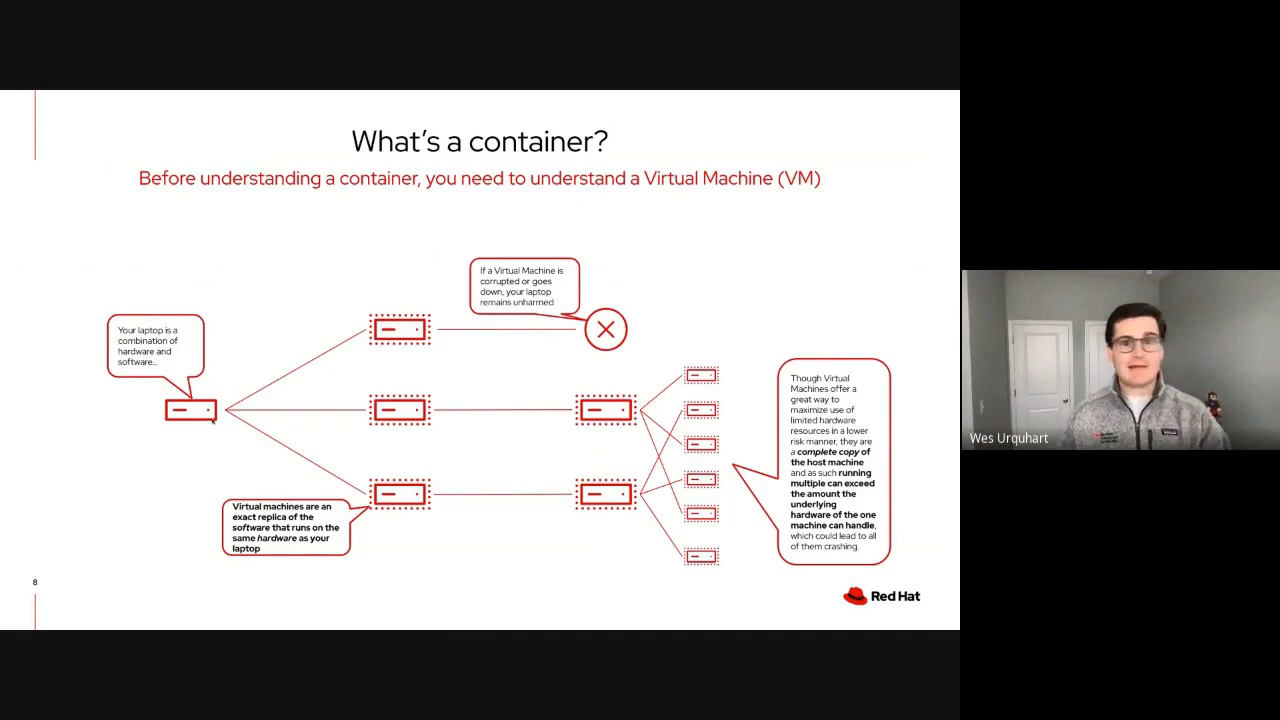 What's a container?
Before understanding a container, you need to understand a Virtual Machine (VM)
If a Virtual Machine is
corrupted or goes
down, your laptop
remains unharmed
Your laptop is a
combination of
hardware and
software...
Though Virtual
Machines offer a
great way to
maximize use of
limited hardware
resources in a lower
risk manner, they are
a complete copy of
the host machine
and as such running
multiple can exceed
the amount the
underlying
hardware of the one
machine can handle,
which could lead to all
of them crashing.
Virtual machines are an
exact replica of the
software that runs on the
same hardware as your
laptop
8
Red Hat
Wes Urquhart